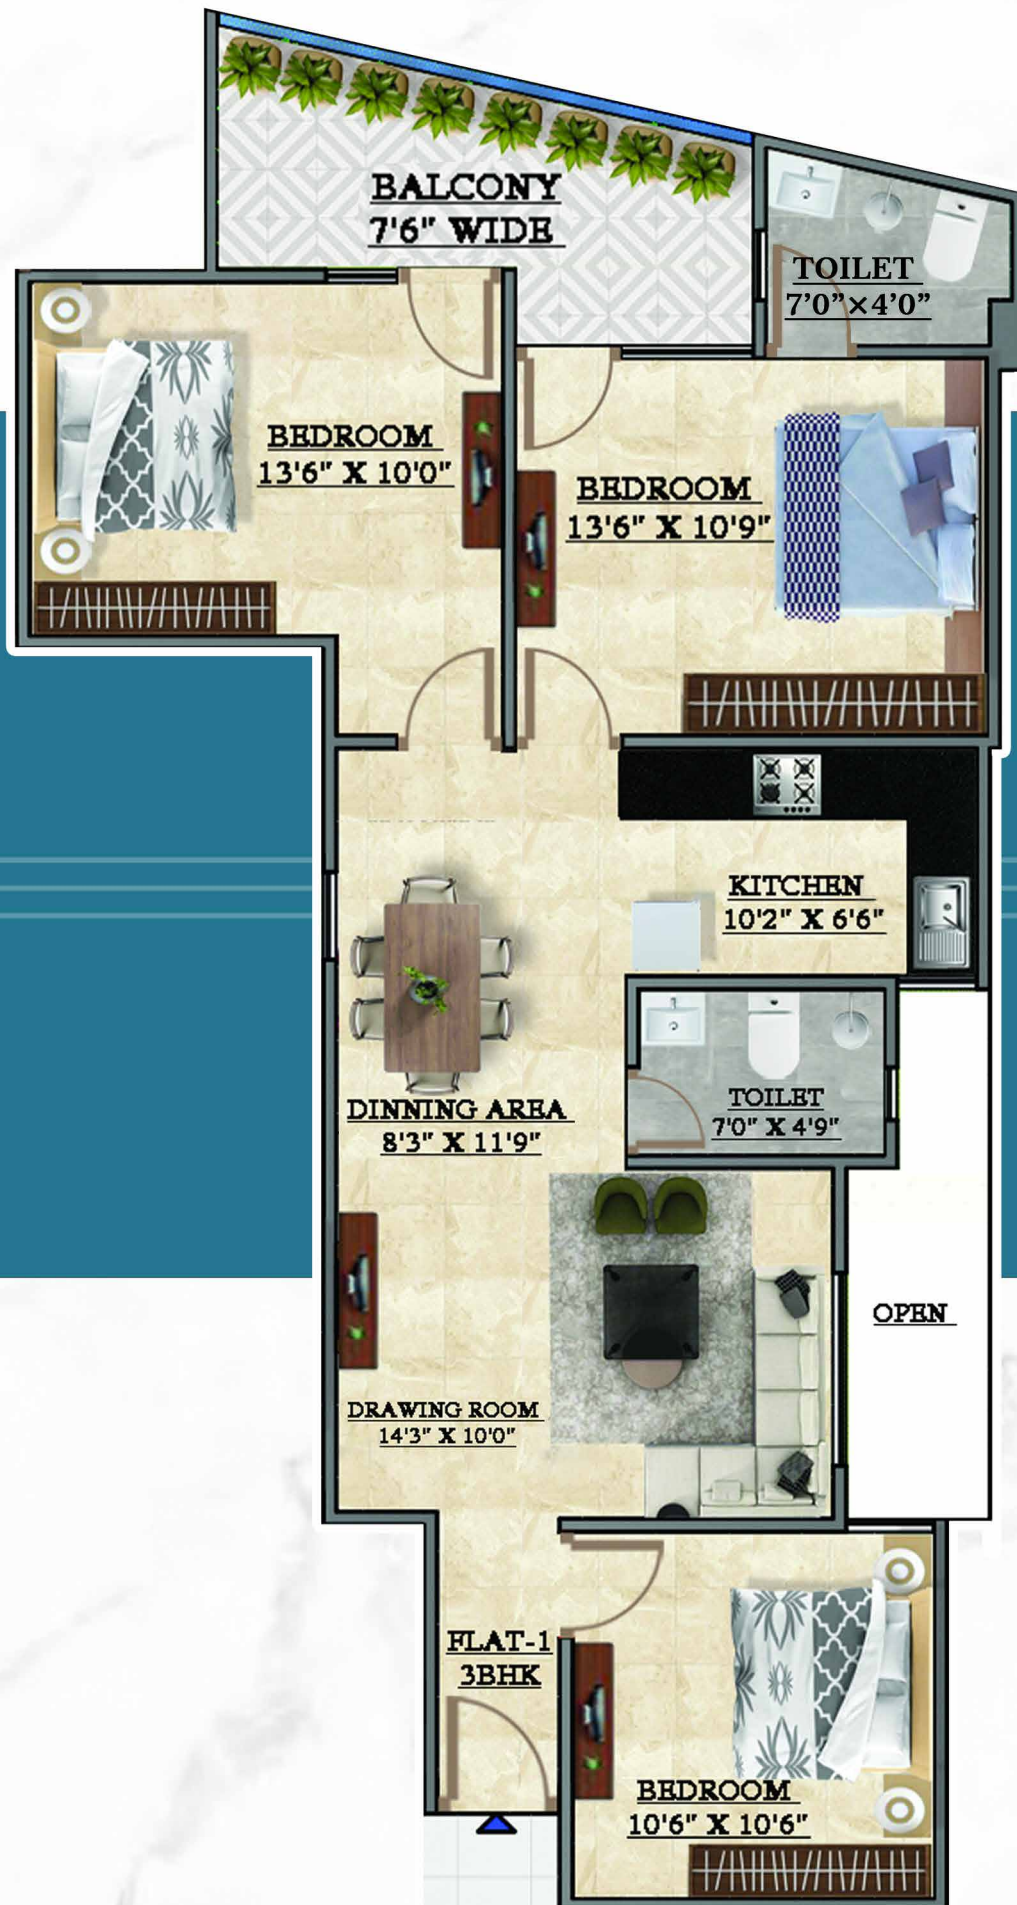 BALCONY
7'6" WIDE
TOILET
7’0”×4’0”
BEDROOM
13'6" X 10'0"
BEDROOM
13'6" X 10'9"
KITCHEN
10'2" X 6'6"
TOILET
7'0" X 4'9"
DINNING AREA
8'3" X 11'9"
OPEN
DRAWING ROOM
14'3" X 10'0"
FLAT-1
3BHK
BEDROOM
10'6" X 10'6"